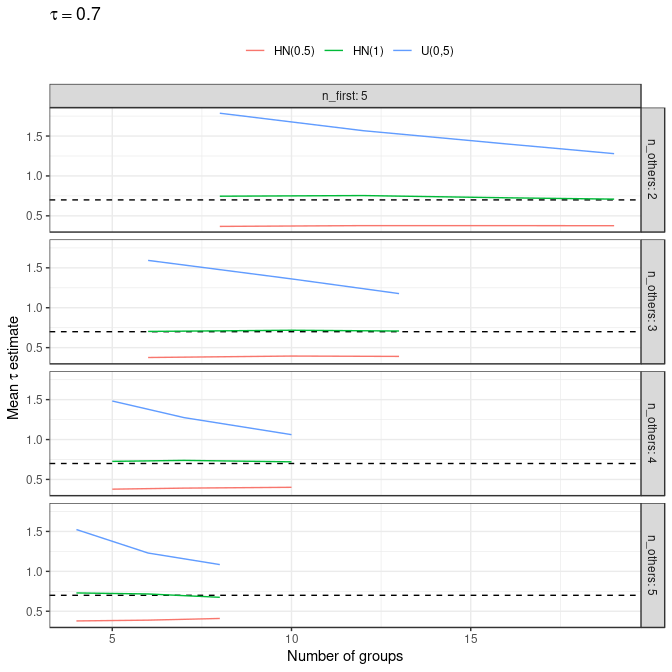 τ = 0.7
HN(0.5) HN(1) U(0,5)
n_first: 5
1.5
1.0
0.5
n_others: 2
1.5
1.0
0.5
n_others: 3
1.5
1.0
0.5
n_others: 4
1.5
1.0
0.5
n_others: 5
5 10 15
Number of groups
Mean τ estimate